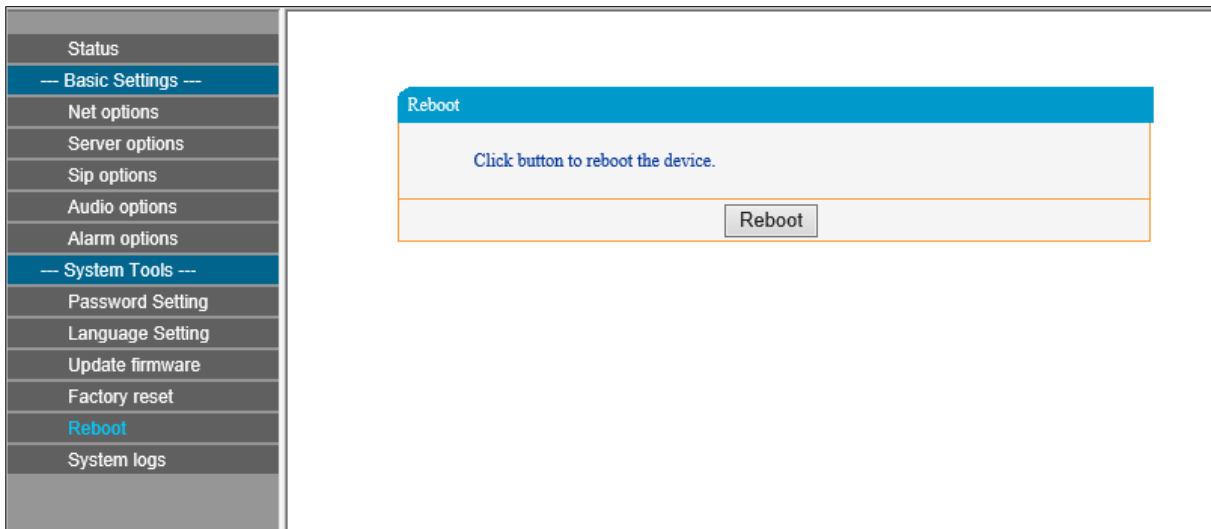 Status
--- Basic Settings ---
Net options
Server options
Sip options
Audio options
Alarm options
--- System Tools ---
Password Setting
Language Setting
Update firmware
Factory reset
Reboot
System logs
Reboot
Click button to reboot the device.
Reboot